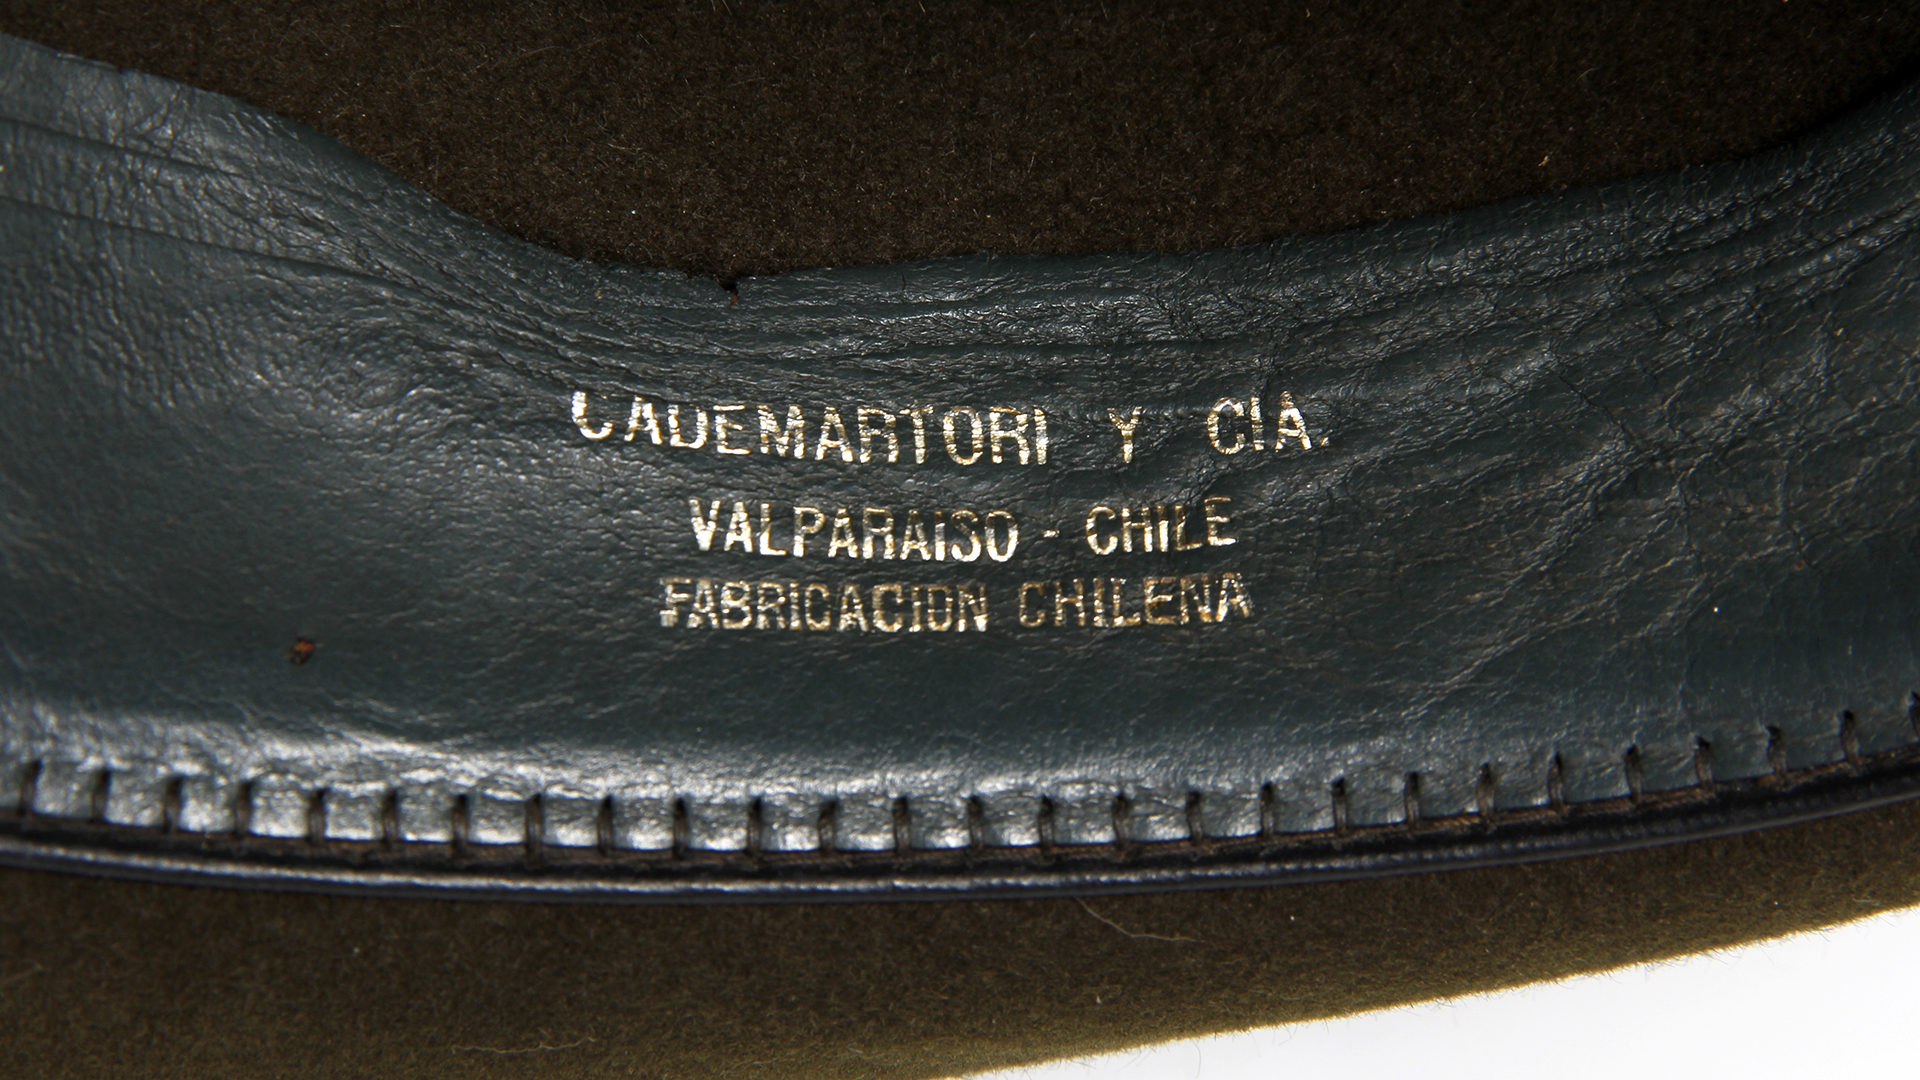 CADEMARTORI Y CIA.
VALPARAISO - CHILE
FABRICACION CHILENA